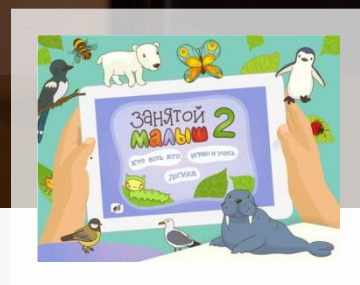 занятой
малыш 2
кто есть кто
играю и учусь
логика